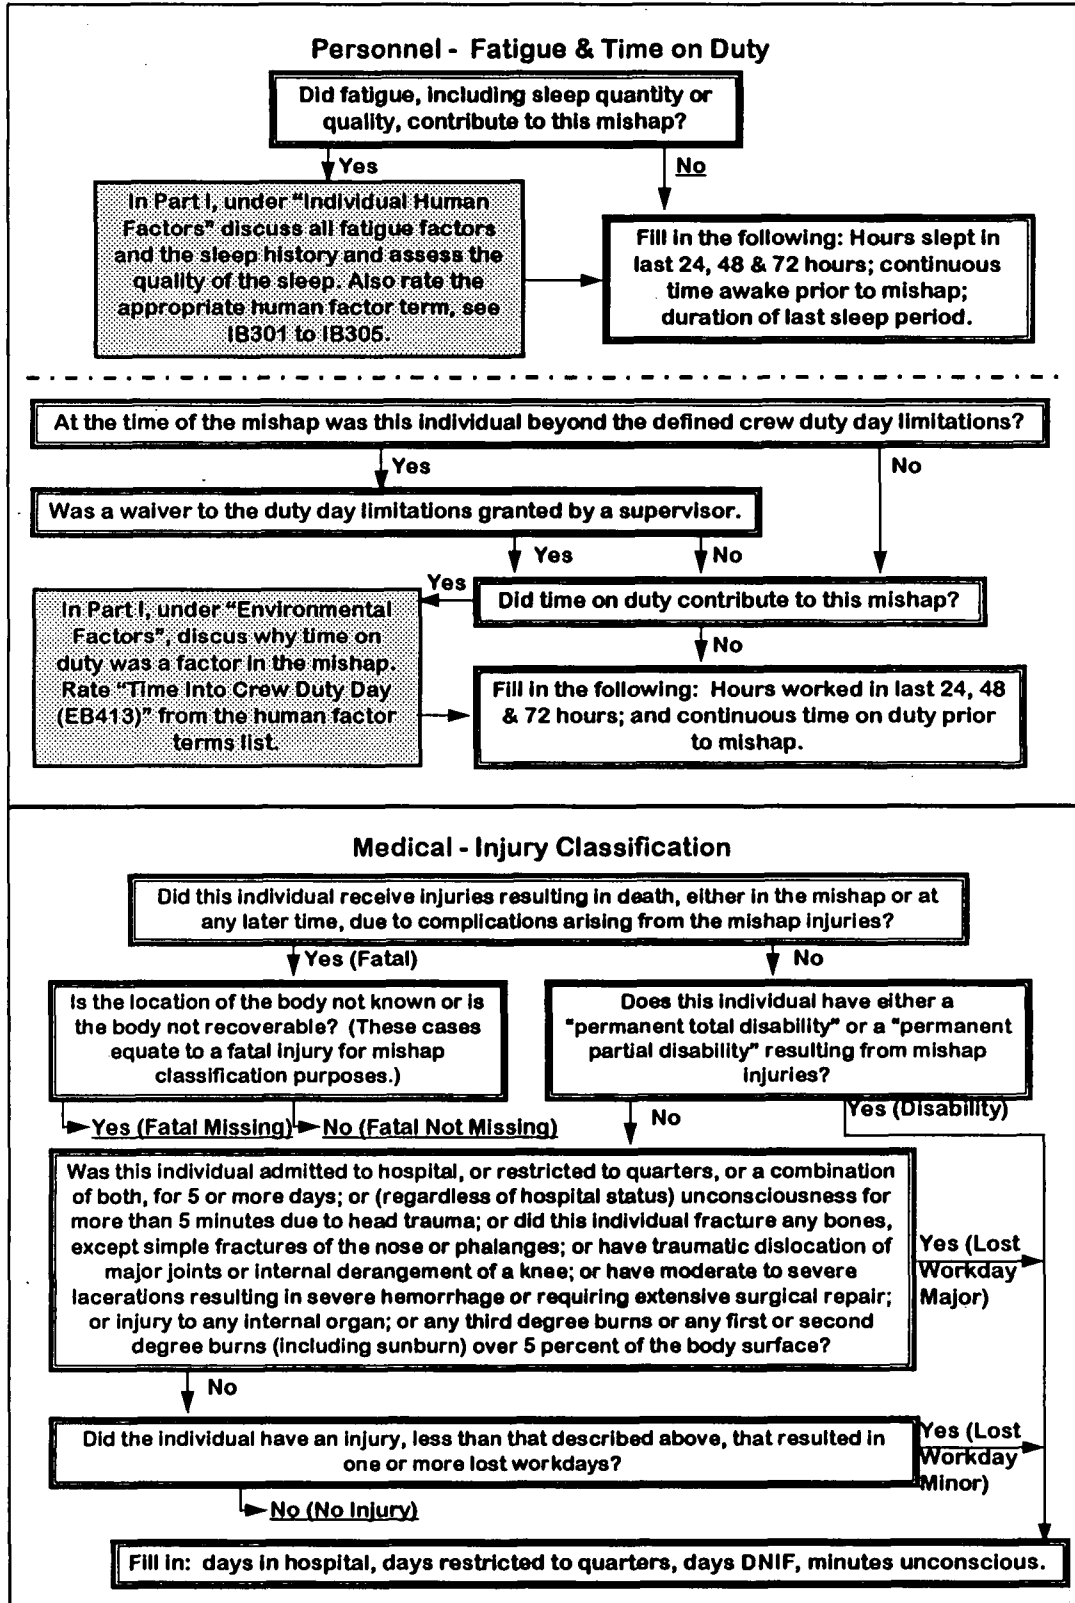 Personnel - Fatigue & Time on Duty
Did fatigue, including sleep quantity or
quality, contribute to this mishap?
Yes
No
In Part I, under "Individual Human
Factors" discuss all fatigue factors
and the sleep history and assess the
quality of the sleep. Also rate the
appropriate human factor term, see
IB301 to IB305.
Fill in the following: Hours slept in
last 24, 48 & 72 hours; continuous
time awake prior to mishap;
duration of last sleep period.
At the time of the mishap was this individual beyond the defined crew duty day limitations?
Yes
No
Was a waiver to the duty day limitations granted by a supervisor.
Yes
No
Yes
Did time on duty contribute to this mishap?
In Part I, under "Environmental
Factors", discus why time on
duty was a factor in the mishap.
Rate "Time Into Crew Duty Day
(EB413)" from the human factor
terms list.
No
Fill in the following: Hours worked in last 24, 48
& 72 hours; and continuous time on duty prior
to mishap.
Medical - Injury Classification
Did this individual receive injuries resulting in death, either in the mishap or at
any later time, due to complications arising from the mishap injuries?
Yes (Fatal)
No
Is the location of the body not known or is
the body not recoverable? (These cases
equate to a fatal injury for mishap
classification purposes.)
Does this individual have either a
"permanent total disability" or a "permanent
partial disability" resulting from mishap
injuries?
Yes (Fatal Missing)
No (Fatal Not Missing)
No
Yes (Disability)
Was this individual admitted to hospital, or restricted to quarters, or a combination
of both, for 5 or more days; or (regardless of hospital status) unconsciousness for
more than 5 minutes due to head trauma; or did this individual fracture any bones,
except simple fractures of the nose or phalanges; or have traumatic dislocation of
major joints or internal derangement of a knee; or have moderate to severe
lacerations resulting in severe hemorrhage or requiring extensive surgical repair;
or injury to any internal organ; or any third degree burns or any first or second
degree burns (including sunburn) over 5 percent of the body surface?
Yes (Lost
Workday
Major)
No
Did the individual have an injury, less than that described above, that resulted in
one or more lost workdays?
Yes (Lost
Workday
Minor)
No (No Injury)
Fill in: days in hospital, days restricted to quarters, days DNIF, minutes unconscious.